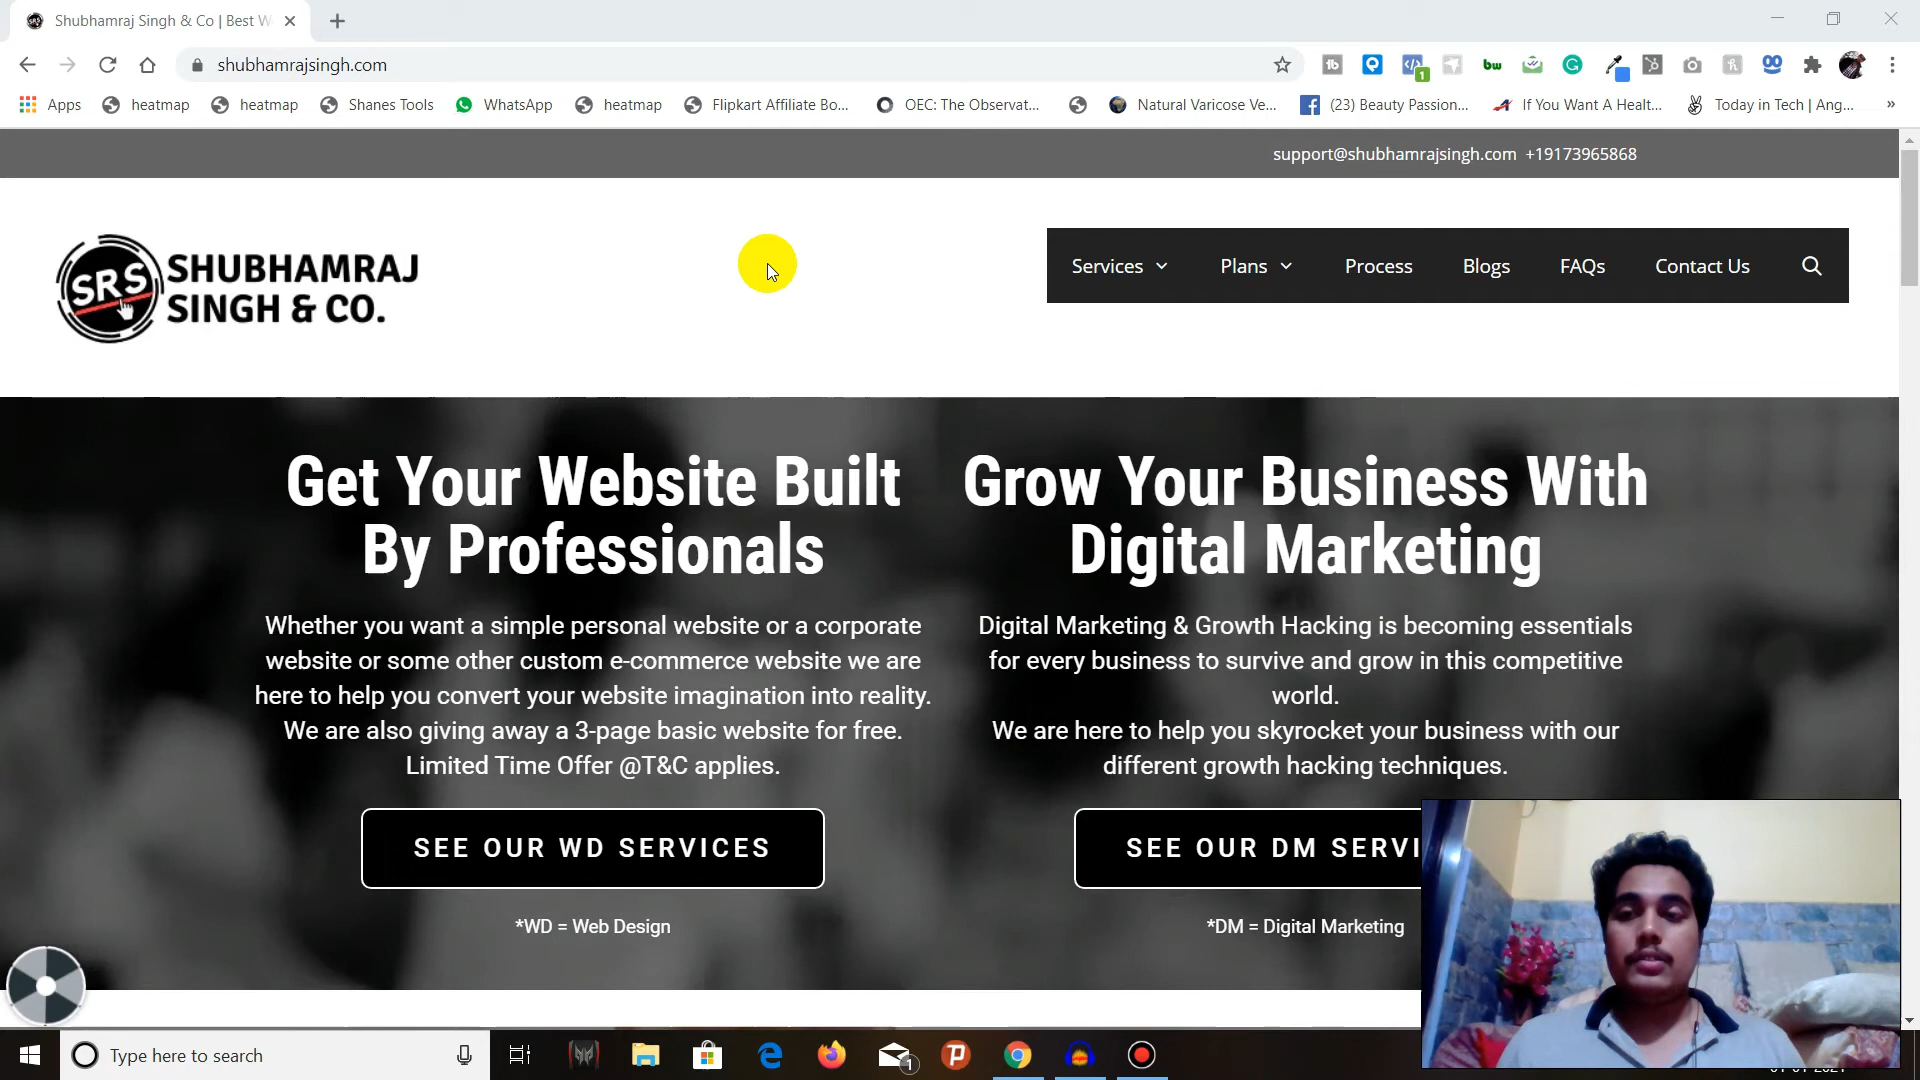 Shubhamraj Singh & Co | Best W
shubhamrajsingh.com
Apps
heatmap
heatmap
Shanes Tools
WhatsApp
heatmap
Flipkart Affiliate Bo...
OEC: The Observat...
Natural Varicose Ve...
(23) Beauty Passion...
If You Want A Healt...
Today in Tech | Ang...
»
support@shubhamrajsingh.com +19173965868
SRS
SHUBHAMRAJ
SINGH & CO.
Services
Plans
Process
Blogs
FAQs
Contact Us
Get Your Website Built
By Professionals
Whether you want a simple personal website or a corporate
website or some other custom e-commerce website we are
here to help you convert your website imagination into reality.
We are also giving away a 3-page basic website for free.
Limited Time Offer @T&C applies.
SEE OUR WD SERVICES
*WD = Web Design
Grow Your Business With
Digital Marketing
Digital Marketing & Growth Hacking is becoming essentials
for every business to survive and grow in this competitive
world.
We are here to help you skyrocket your business with our
different growth hacking techniques.
SEE OUR DM SERVI
*DM = Digital Marketing
Type here to search
1